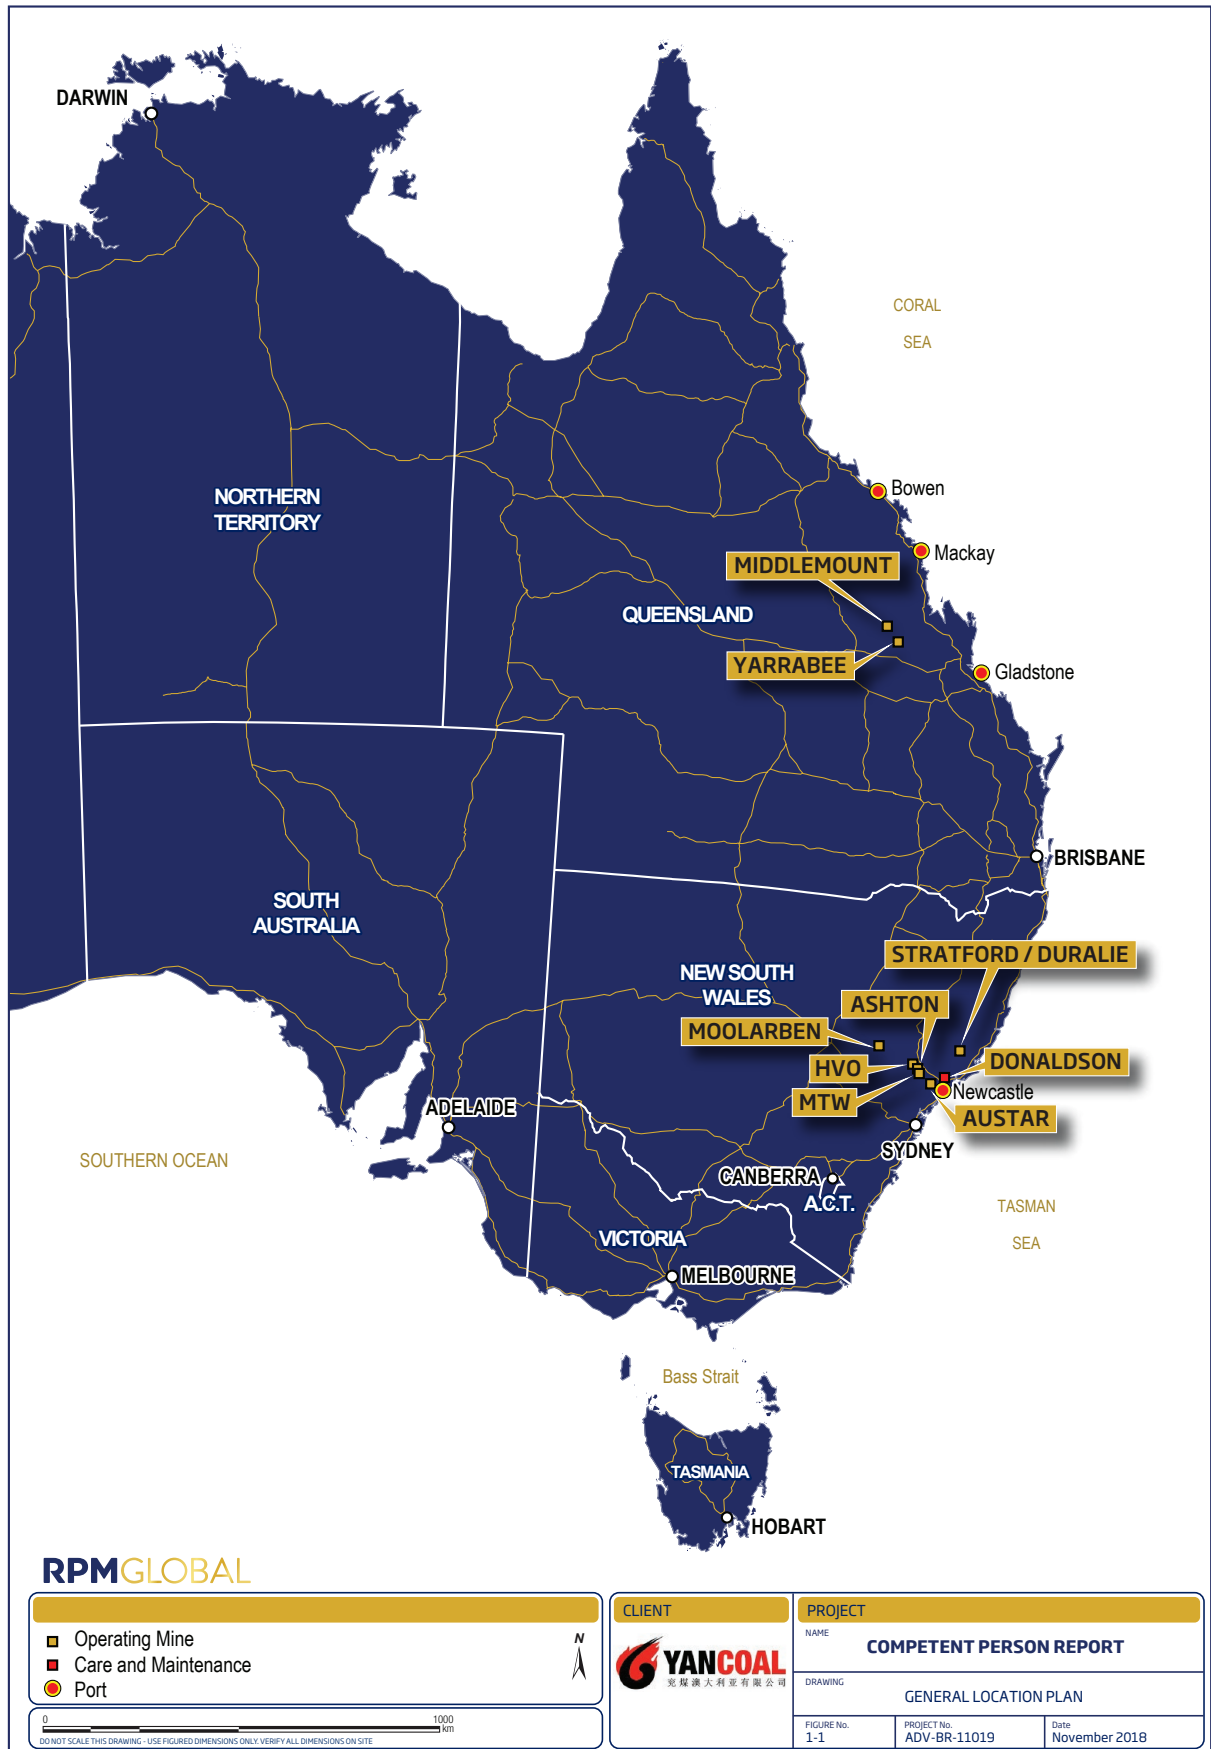 DARWIN
CORAL
SEA
NORTHERN
TERRITORY
Bowen
Mackay
MIDDLEMOUNT
QUEENSLAND
YARRABEE
Gladstone
BRISBANE
SOUTH
AUSTRALIA
STRATFORD / DURALIE
NEW SOUTH
WALES
ASHTON
MOOLARBEN
HVO
DONALDSON
MTW
Newcastle
AUSTAR
ADELAIDE
SYDNEY
SOUTHERN OCEAN
CANBERRA
A.C.T.
TASMAN
SEA
VICTORIA
MELBOURNE
Bass Strait
TASMANIA
HOBART
RPMGLOBAL
Operating Mine
Care and Maintenance
Port
N
0 1000
km
DO NOT SCALE THIS DRAWING - USE FIGURED DIMENSIONS ONLY. VERIFY ALL DIMENSIONS ON SITE
CLIENT
YANCOAL
兖煤澳大利亚有限公司
PROJECT
NAME
COMPETENT PERSON REPORT
DRAWING
GENERAL LOCATION PLAN
FIGURE No.
1-1
PROJECT No.
ADV-BR-11019
Date
November 2018